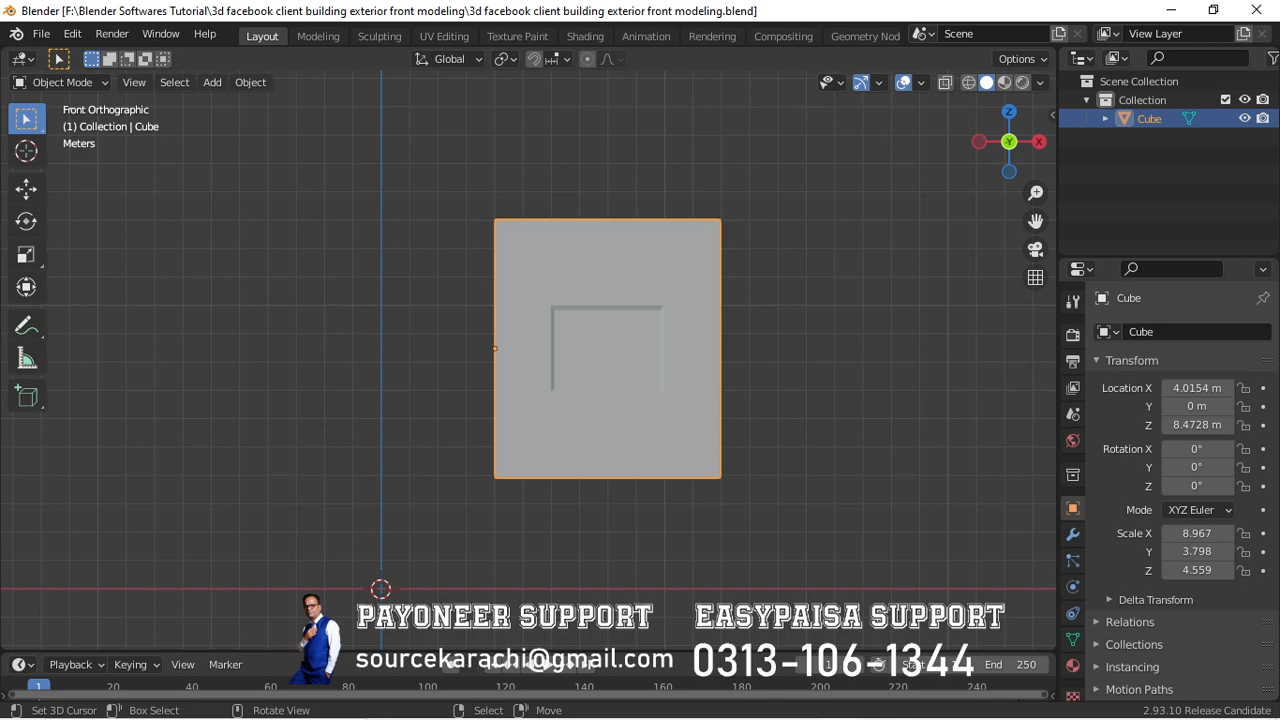 Blender [F:\Blender Softwares Tutorial\3d facebook client building exterior front modeling\3d facebook client building exterior front modeling.blend]
File Edit Render Window Help Layout Modeling Sculpting UV Editing Texture Paint Shading Animation Rendering Compositing Geometry Nod Scene View Layer
Global Options
Object Mode View Select Add Object
Front Orthographic
(1) Collection | Cube
Meters
Z
Y
X
Scene Collection
Collection
Cube
Cube
Cube
Transform
Location X 4.0154 m
Y 0 m
Z 8.4728 m
Rotation X 0°
Y 0°
Z 0°
Mode XYZ Euler
Scale X 8.967
Y 3.798
Z 4.559
Delta Transform
Relations
Collections
Instancing
Motion Paths
PAYONEER SUPPORT EASYPAISA SUPPORT
sourcekarachi@gmail.com 0313-106-1344
Playback Keying View Marker 1 Start End 250
1 20 40 60 80 100 120 140 160 180 200 220 240
Set 3D Cursor Box Select Rotate View Select Move 2.93.10 Release Candidate